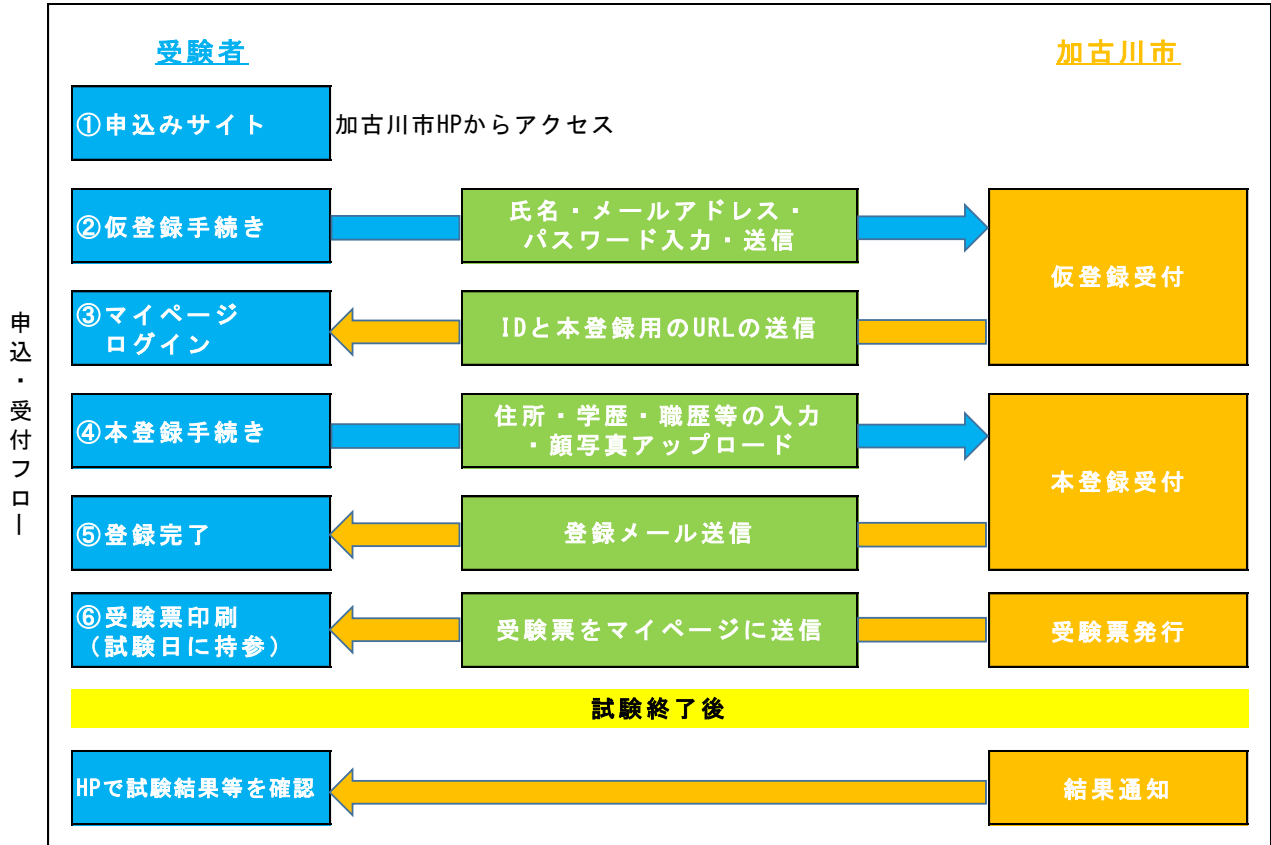 受験者
加古川市
①申込みサイト
加古川市HPからアクセス
②仮登録手続き
氏名・メールアドレス・
パスワード入力・送信
仮登録受付
③マイページ
ログイン
IDと本登録用のURLの送信
申込・受付フロー
④本登録手続き
住所・学歴・職歴等の入力
・顔写真アップロード
本登録受付
⑤登録完了
登録メール送信
⑥受験票印刷
（試験日に持参）
受験票をマイページに送信
受験票発行
試験終了後
HPで試験結果等を確認
結果通知